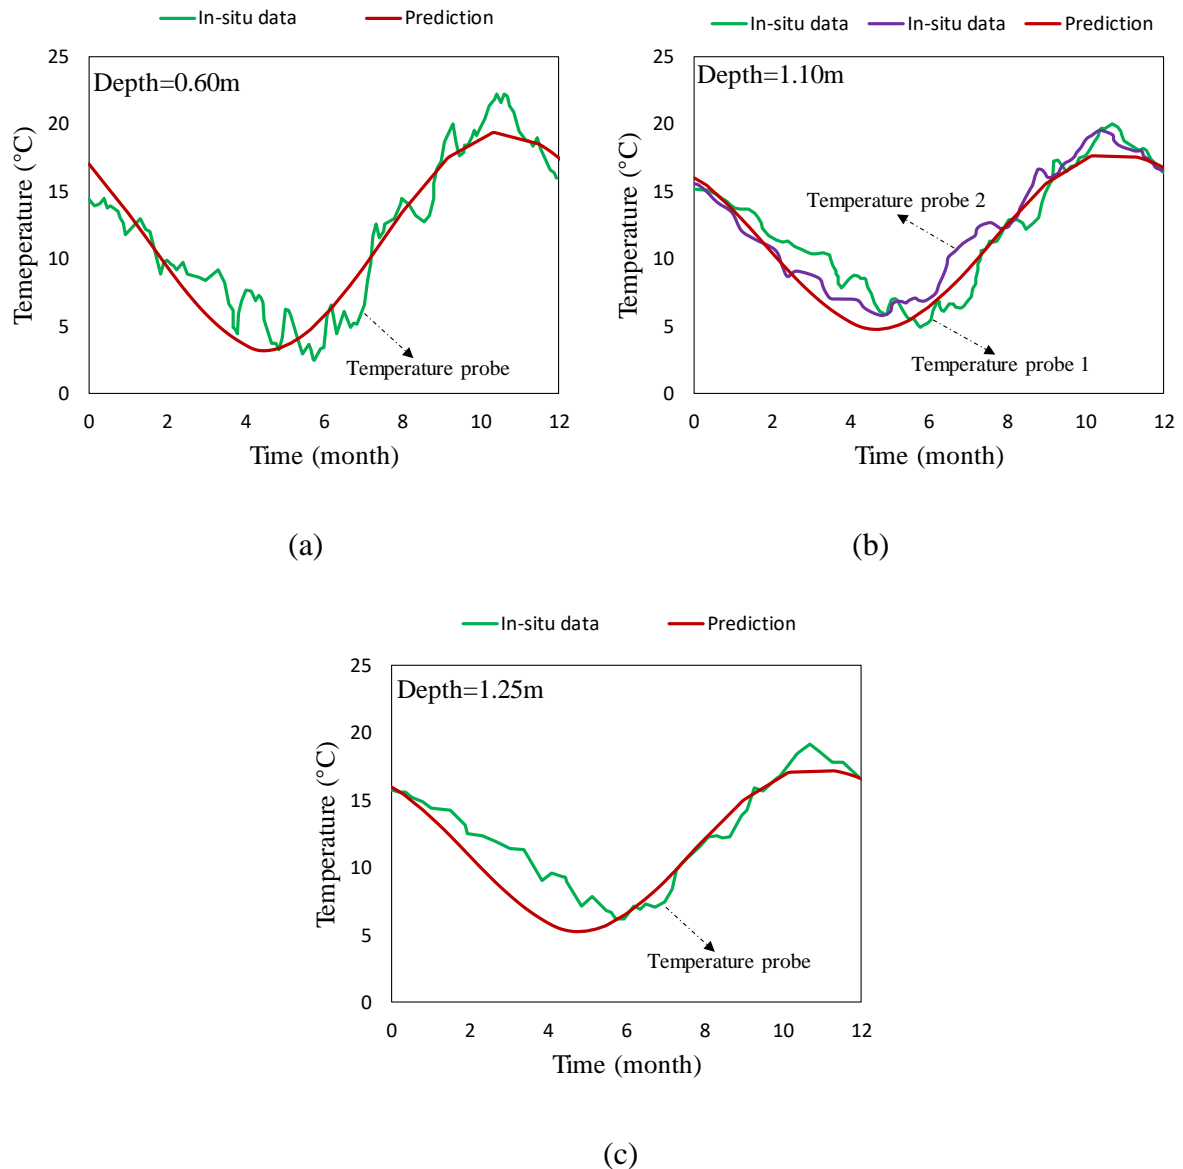 In-situ data Prediction
Depth=0.60m
Temeperature (°C)
25
20
15
10
5
0
Temperature probe
0 2 4 6 8 10 12
Time (month)
(a)
In-situ data In-situ data Prediction
Depth=1.10m
Temperature (°C)
25
20
15
10
5
0
Temperature probe 2
Temperature probe 1
0 2 4 6 8 10 12
Time (month)
(b)
In-situ data Prediction
Depth=1.25m
Temperature (°C)
25
20
15
10
5
0
Temperature probe
0 2 4 6 8 10 12
Time (month)
(c)